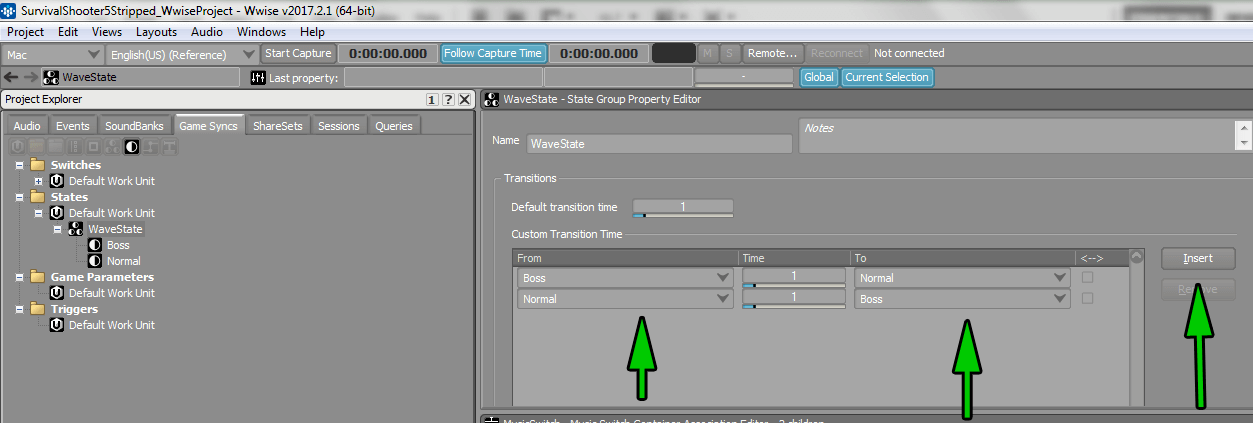 SurvivalShooter5Stripped_WwiseProject - Wwise v2017.2.1 (64-bit)
Project Edit Views Layouts Audio Windows Help
Mac English(US) (Reference) Start Capture 0:00:00.000 Follow Capture Time 0:00:00.000 M S Remote... Reconnect Not connected
WaveState Last property: - Global Current Selection
Project Explorer 1 ? X
WaveState - State Group Property Editor
Audio Events SoundBanks Game Syncs ShareSets Sessions Queries
Switches
Default Work Unit
States
Default Work Unit
WaveState
Boss
Normal
Game Parameters
Default Work Unit
Triggers
Default Work Unit
Name WaveState
Notes
Transitions
Default transition time 1
Custom Transition Time
From Time To <-->
Boss 1 Normal
Normal 1 Boss
Insert
Remove
MusicSwitch - Music Switch Container Association Editor - 2 children